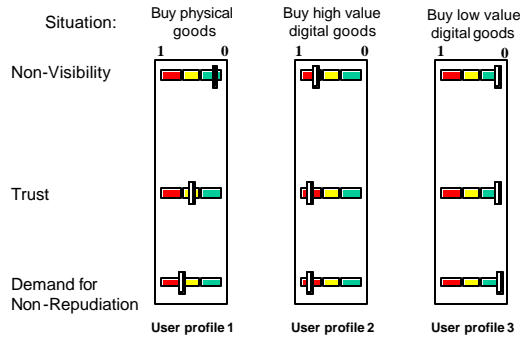 Situation:
Buy physical
goods
Buy high value
digital goods
Buy low value
digital goods
1 0
1 0
1 0
Non-Visibility
Trust
Demand for
Non-Repudiation
User profile 1
User profile 2
User profile 3